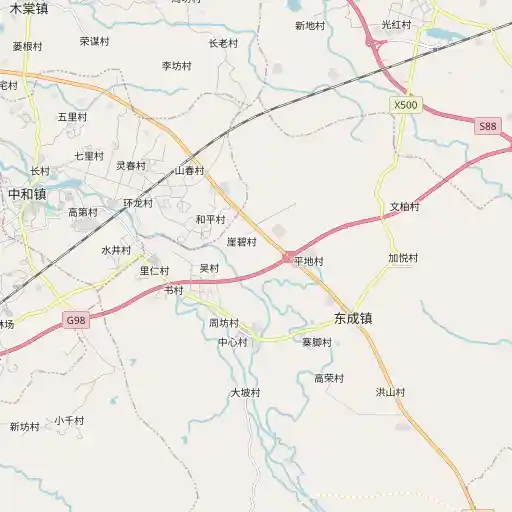 木棠镇
周坊村
新地村
光红村
菱根村
荣谋村
长老村
李坊村
宅村
X500
五里村
S88
七里村
灵春村
山春村
长村
中和镇
环龙村
高第村
和平村
文柏村
水井村
崖碧村
里仁村
吴村
平地村
加悦村
书村
周坊村
G98
林场
东成镇
中心村
寨脚村
高荣村
大坡村
洪山村
小千村
新坊村